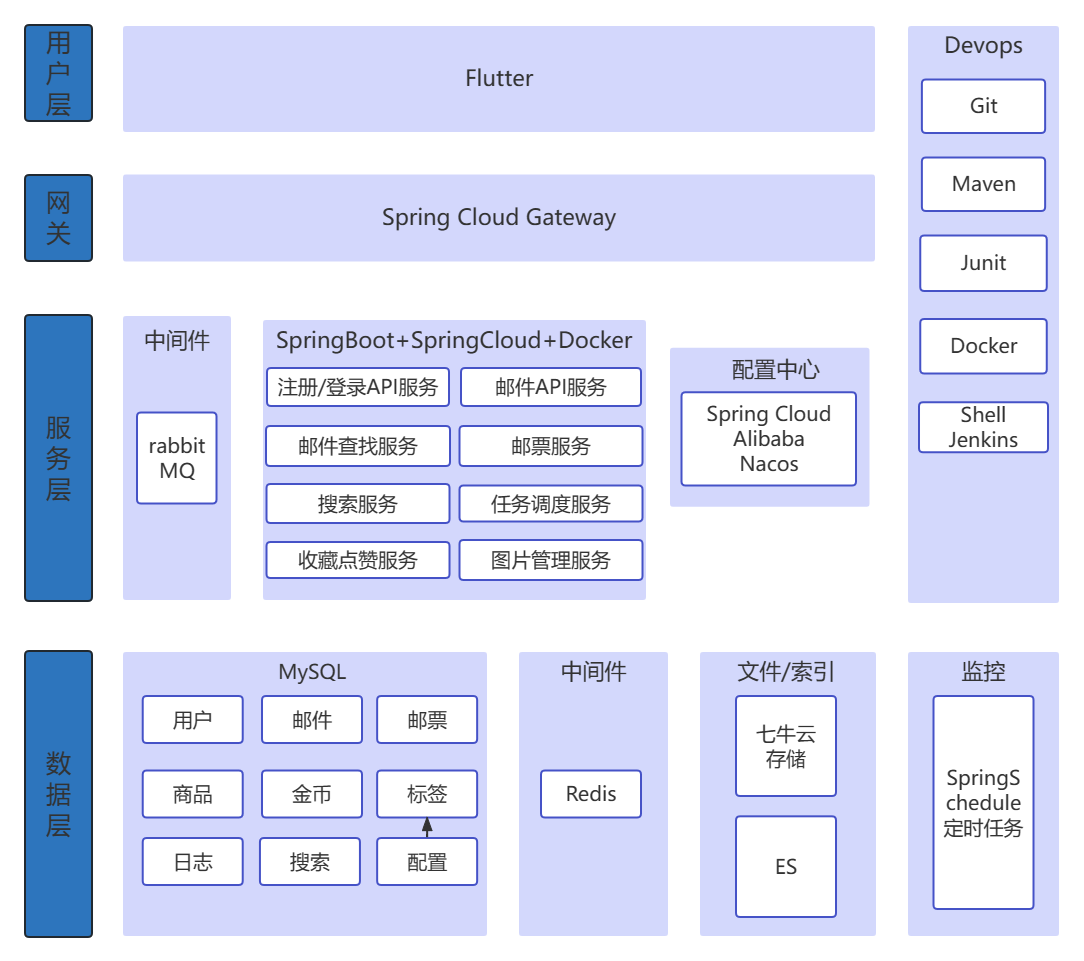 用
户
层
Flutter
Devops
Git
Maven
Junit
Docker
Shell
Jenkins
网
关
Spring Cloud Gateway
服
务
层
中间件
rabbit
MQ
SpringBoot+SpringCloud+Docker
注册/登录API服务
邮件API服务
邮件查找服务
邮票服务
搜索服务
任务调度服务
收藏点赞服务
图片管理服务
配置中心
Spring Cloud
Alibaba
Nacos
数
据
层
MySQL
用户
邮件
邮票
商品
金币
标签
日志
搜索
配置
中间件
Redis
文件/索引
七牛云
存储
ES
监控
SpringS
chedule
定时任务